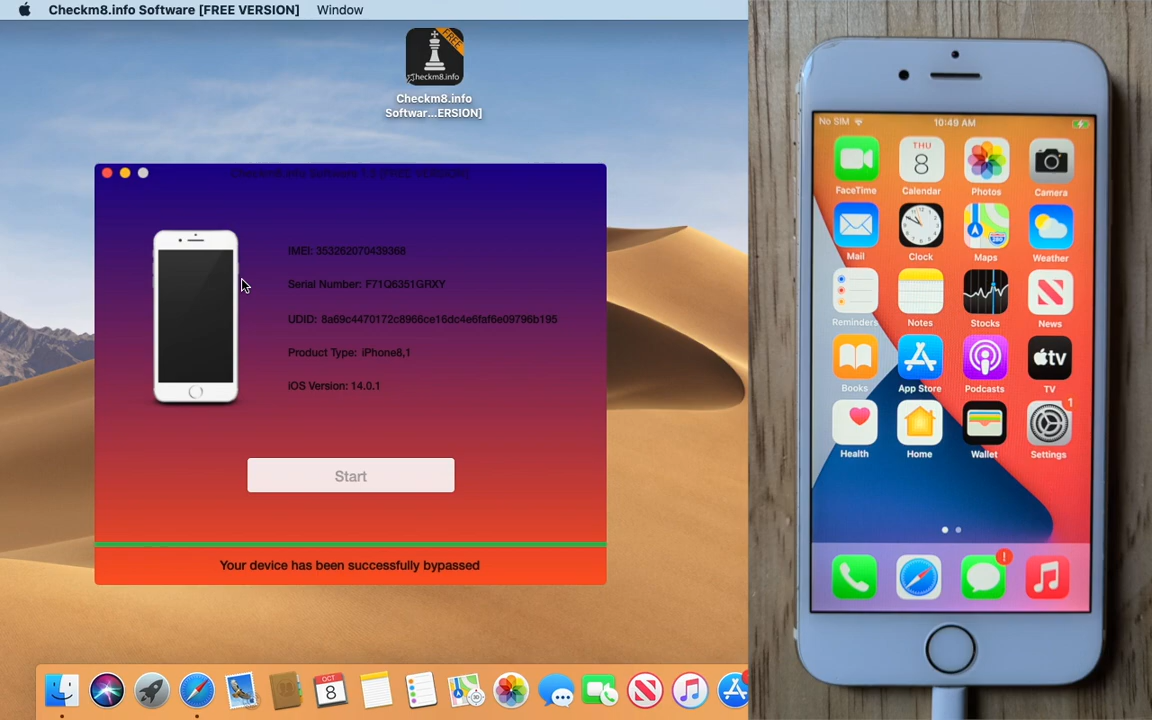 Checkm8.info Software [FREE VERSION] Window
FREE
Checkm8.info
Checkm8.info
Softwar...ERSION]
IMEI: 353262070439368
Serial Number: F71Q6351GRXY
UDID: 8a69c4470172c8966ce16dc4e6faf6e09796b195
Product Type: iPhone8,1
iOS Version: 14.0.1
Start
Your device has been successfully bypassed
OCT
8
No SIM 10:49 AM
THU
8
FaceTime Calendar Photos Camera
280
Mail Clock Maps Weather
Reminders Notes Stocks News
tv
Books App Store Podcasts TV
1
Health Home Wallet Settings
!